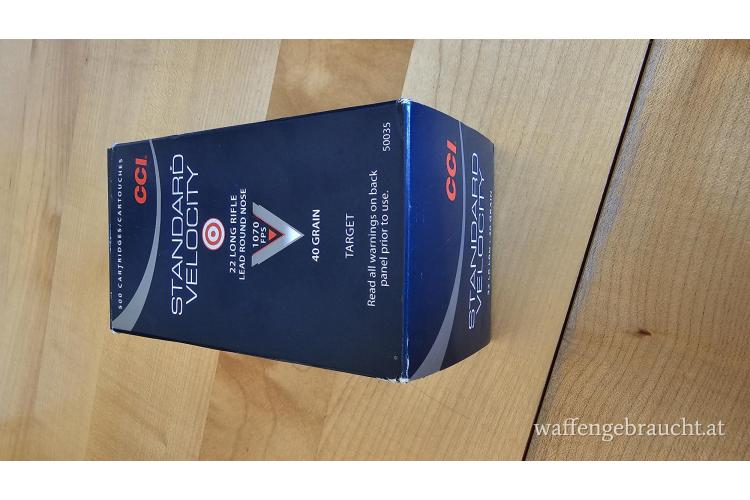 500 CARTRIDGES/CARTOUCHES
CCI
STANDARD
VELOCITY
22 LONG RIFLE
LEAD ROUND NOSE
1070
FPS
40 GRAIN
TARGET
Read all warnings on back
panel prior to use.
50035
CCI
STANDARD
VELOCITY
waffengebraucht.at